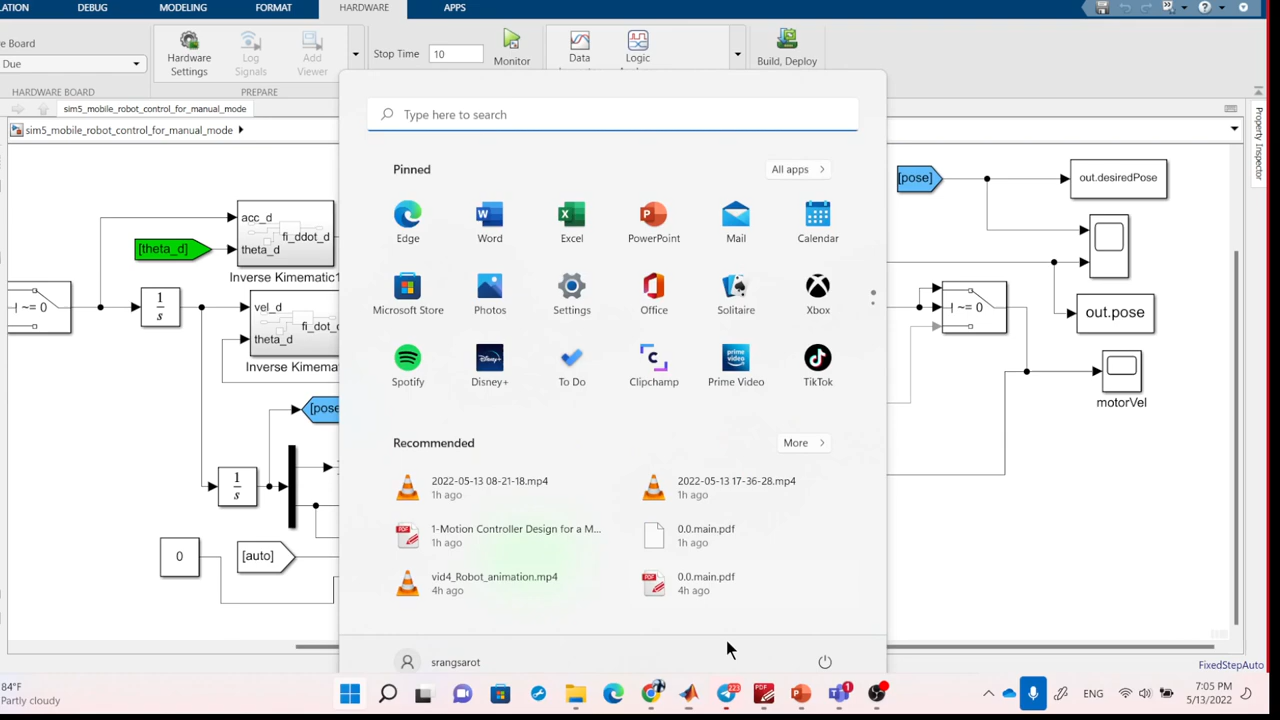 LATION DEBUG MODELING FORMAT HARDWARE APPS
re Board
Due
Hardware Settings
Log Signals
Add Viewer
Stop Time 10
Monitor
Data
Logic
Build, Deploy
HARDWARE BOARD
PREPARE
sim5_mobile_robot_control_for_manual_mode
sim5_mobile_robot_control_for_manual_mode
Property Inspector
Type here to search
Pinned
All apps
Edge Word Excel PowerPoint Mail Calendar
Microsoft Store Photos Settings Office Solitaire Xbox
Spotify Disney+ To Do Clipchamp Prime Video TikTok
Recommended
More
2022-05-13 08-21-18.mp4
1h ago
2022-05-13 17-36-28.mp4
1h ago
1-Motion Controller Design for a M...
1h ago
0.0.main.pdf
1h ago
vid4_Robot_animation.mp4
4h ago
0.0.main.pdf
4h ago
srangsarot
acc_d
[theta_d]
fi_ddot_d
theta_d
Inverse Kimematic1
~= 0
1
s
vel_d
fi_dot_d
theta_d
Inverse Kimema
[pose
1
s
0
[auto]
[pose]
out.desiredPose
~= 0
out.pose
motorVel
FixedStepAuto
84°F
Partly cloudy
223
PDF
1
ENG
7:05 PM
5/13/2022